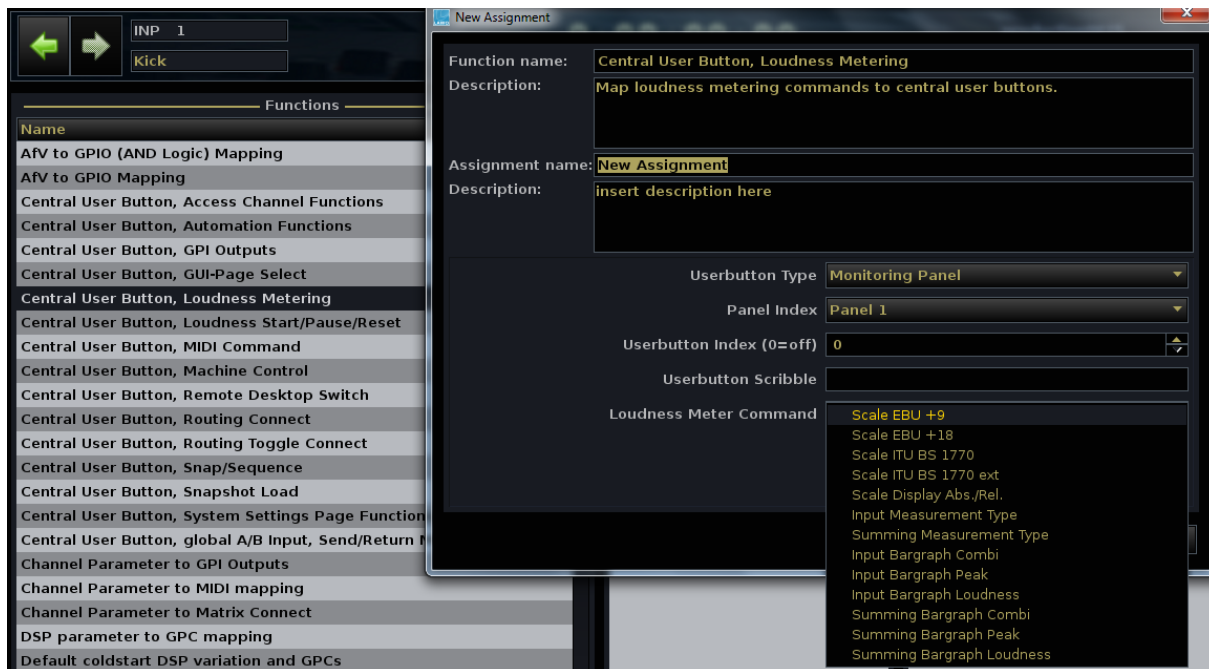 INP 1
Kick
Functions
Name
AfV to GPIO (AND Logic) Mapping
AfV to GPIO Mapping
Central User Button, Access Channel Functions
Central User Button, Automation Functions
Central User Button, GPI Outputs
Central User Button, GUI-Page Select
Central User Button, Loudness Metering
Central User Button, Loudness Start/Pause/Reset
Central User Button, MIDI Command
Central User Button, Machine Control
Central User Button, Remote Desktop Switch
Central User Button, Routing Connect
Central User Button, Routing Toggle Connect
Central User Button, Snap/Sequence
Central User Button, Snapshot Load
Central User Button, System Settings Page Function
Central User Button, global A/B Input, Send/Return
Channel Parameter to GPI Outputs
Channel Parameter to MIDI mapping
Channel Parameter to Matrix Connect
DSP parameter to GPC mapping
Default coldstart DSP variation and GPCs
LAWO New Assignment
Function name: Central User Button, Loudness Metering
Description: Map loudness metering commands to central user buttons.
Assignment name: New Assignment
Description: insert description here
Userbutton Type Monitoring Panel
Panel Index Panel 1
Userbutton Index (0=off) 0
Userbutton Scribble
Loudness Meter Command
Scale EBU +9
Scale EBU +18
Scale ITU BS 1770
Scale ITU BS 1770 ext
Scale Display Abs./Rel.
Input Measurement Type
Summing Measurement Type
Input Bargraph Combi
Input Bargraph Peak
Input Bargraph Loudness
Summing Bargraph Combi
Summing Bargraph Peak
Summing Bargraph Loudness